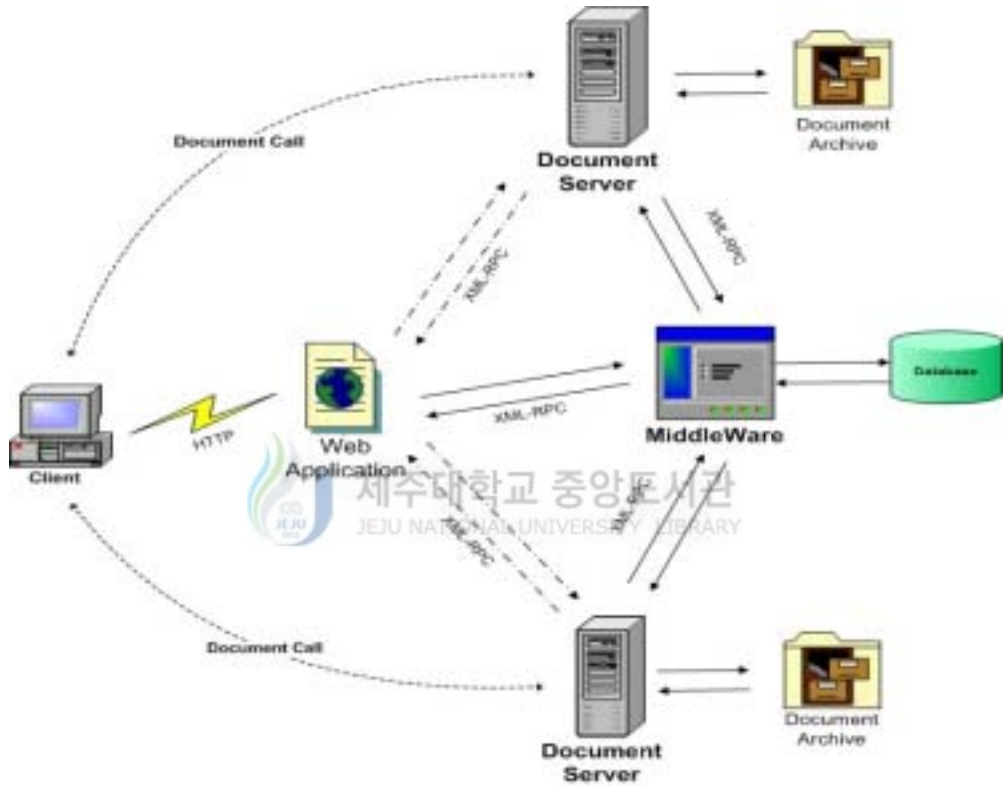 Document
Archive
Document Call
Document
Server
XML-RPC
XML-RPC
Database
XML-RPC
MiddleWare
HTTP
Web
Application
Client
제주대학교 중앙도서관
JEJU NATIONAL UNIVERSITY LIBRARY
JEJU
XML-RPC
XML-RPC
Document Call
Document
Archive
Document
Server